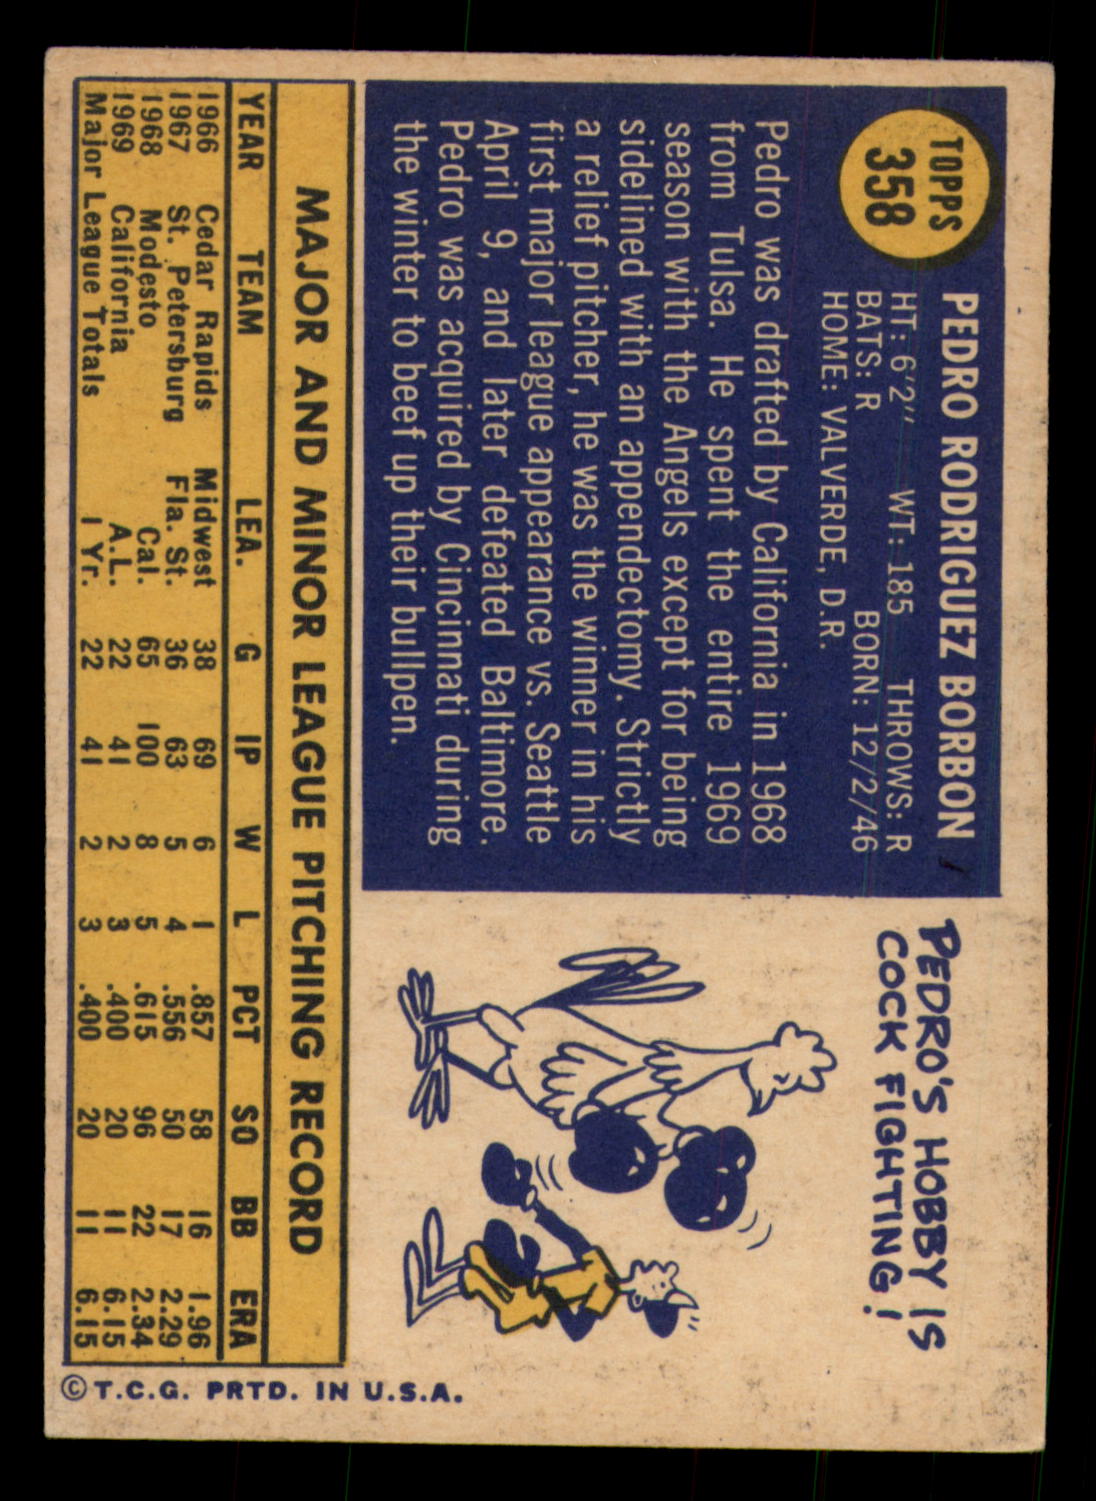 TOPPS
358
PEDRO RODRIGUEZ BORBON
HT: 6'2" WT: 185 THROWS: R
BATS: R BORN: 12/2/46
HOME: VALVERDE, D.R.
Pedro was drafted by California in 1968
from Tulsa. He spent the entire 1969
season with the Angels except for being
sidelined with an appendectomy. Strictly
a relief pitcher, he was the winner in his
first major league appearance vs. Seattle
April 9, and later defeated Baltimore.
Pedro was acquired by Cincinnati during
the winter to beef up their bullpen.
PEDRO'S HOBBY IS
COCK FIGHTING!
MAJOR AND MINOR LEAGUE PITCHING RECORD
YEAR TEAM LEA. G IP W L PCT SO BB ERA
1966 Cedar Rapids Midwest 38 69 6 1 .857 58 16 1.96
1967 St. Petersburg Fla. St. 36 63 5 4 .556 50 17 2.29
1968 Modesto Cal. 65 100 8 5 .615 96 22 2.34
1969 California A.L. 22 41 2 3 .400 20 11 6.15
Major League Totals 1 Yr. 22 41 2 3 .400 20 11 6.15
© T.C.G. PRTD. IN U.S.A.